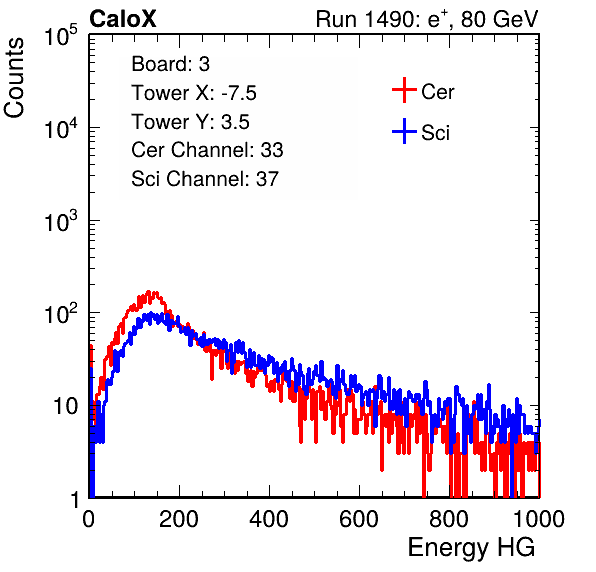 CaloX Run 1490: e⁺, 80 GeV
Counts
Board: 3
Tower X: -7.5
Tower Y: 3.5
Cer Channel: 33
Sci Channel: 37
Cer
Sci
10⁵
10⁴
10³
10²
10
1
0 200 400 600 800 1000
Energy HG